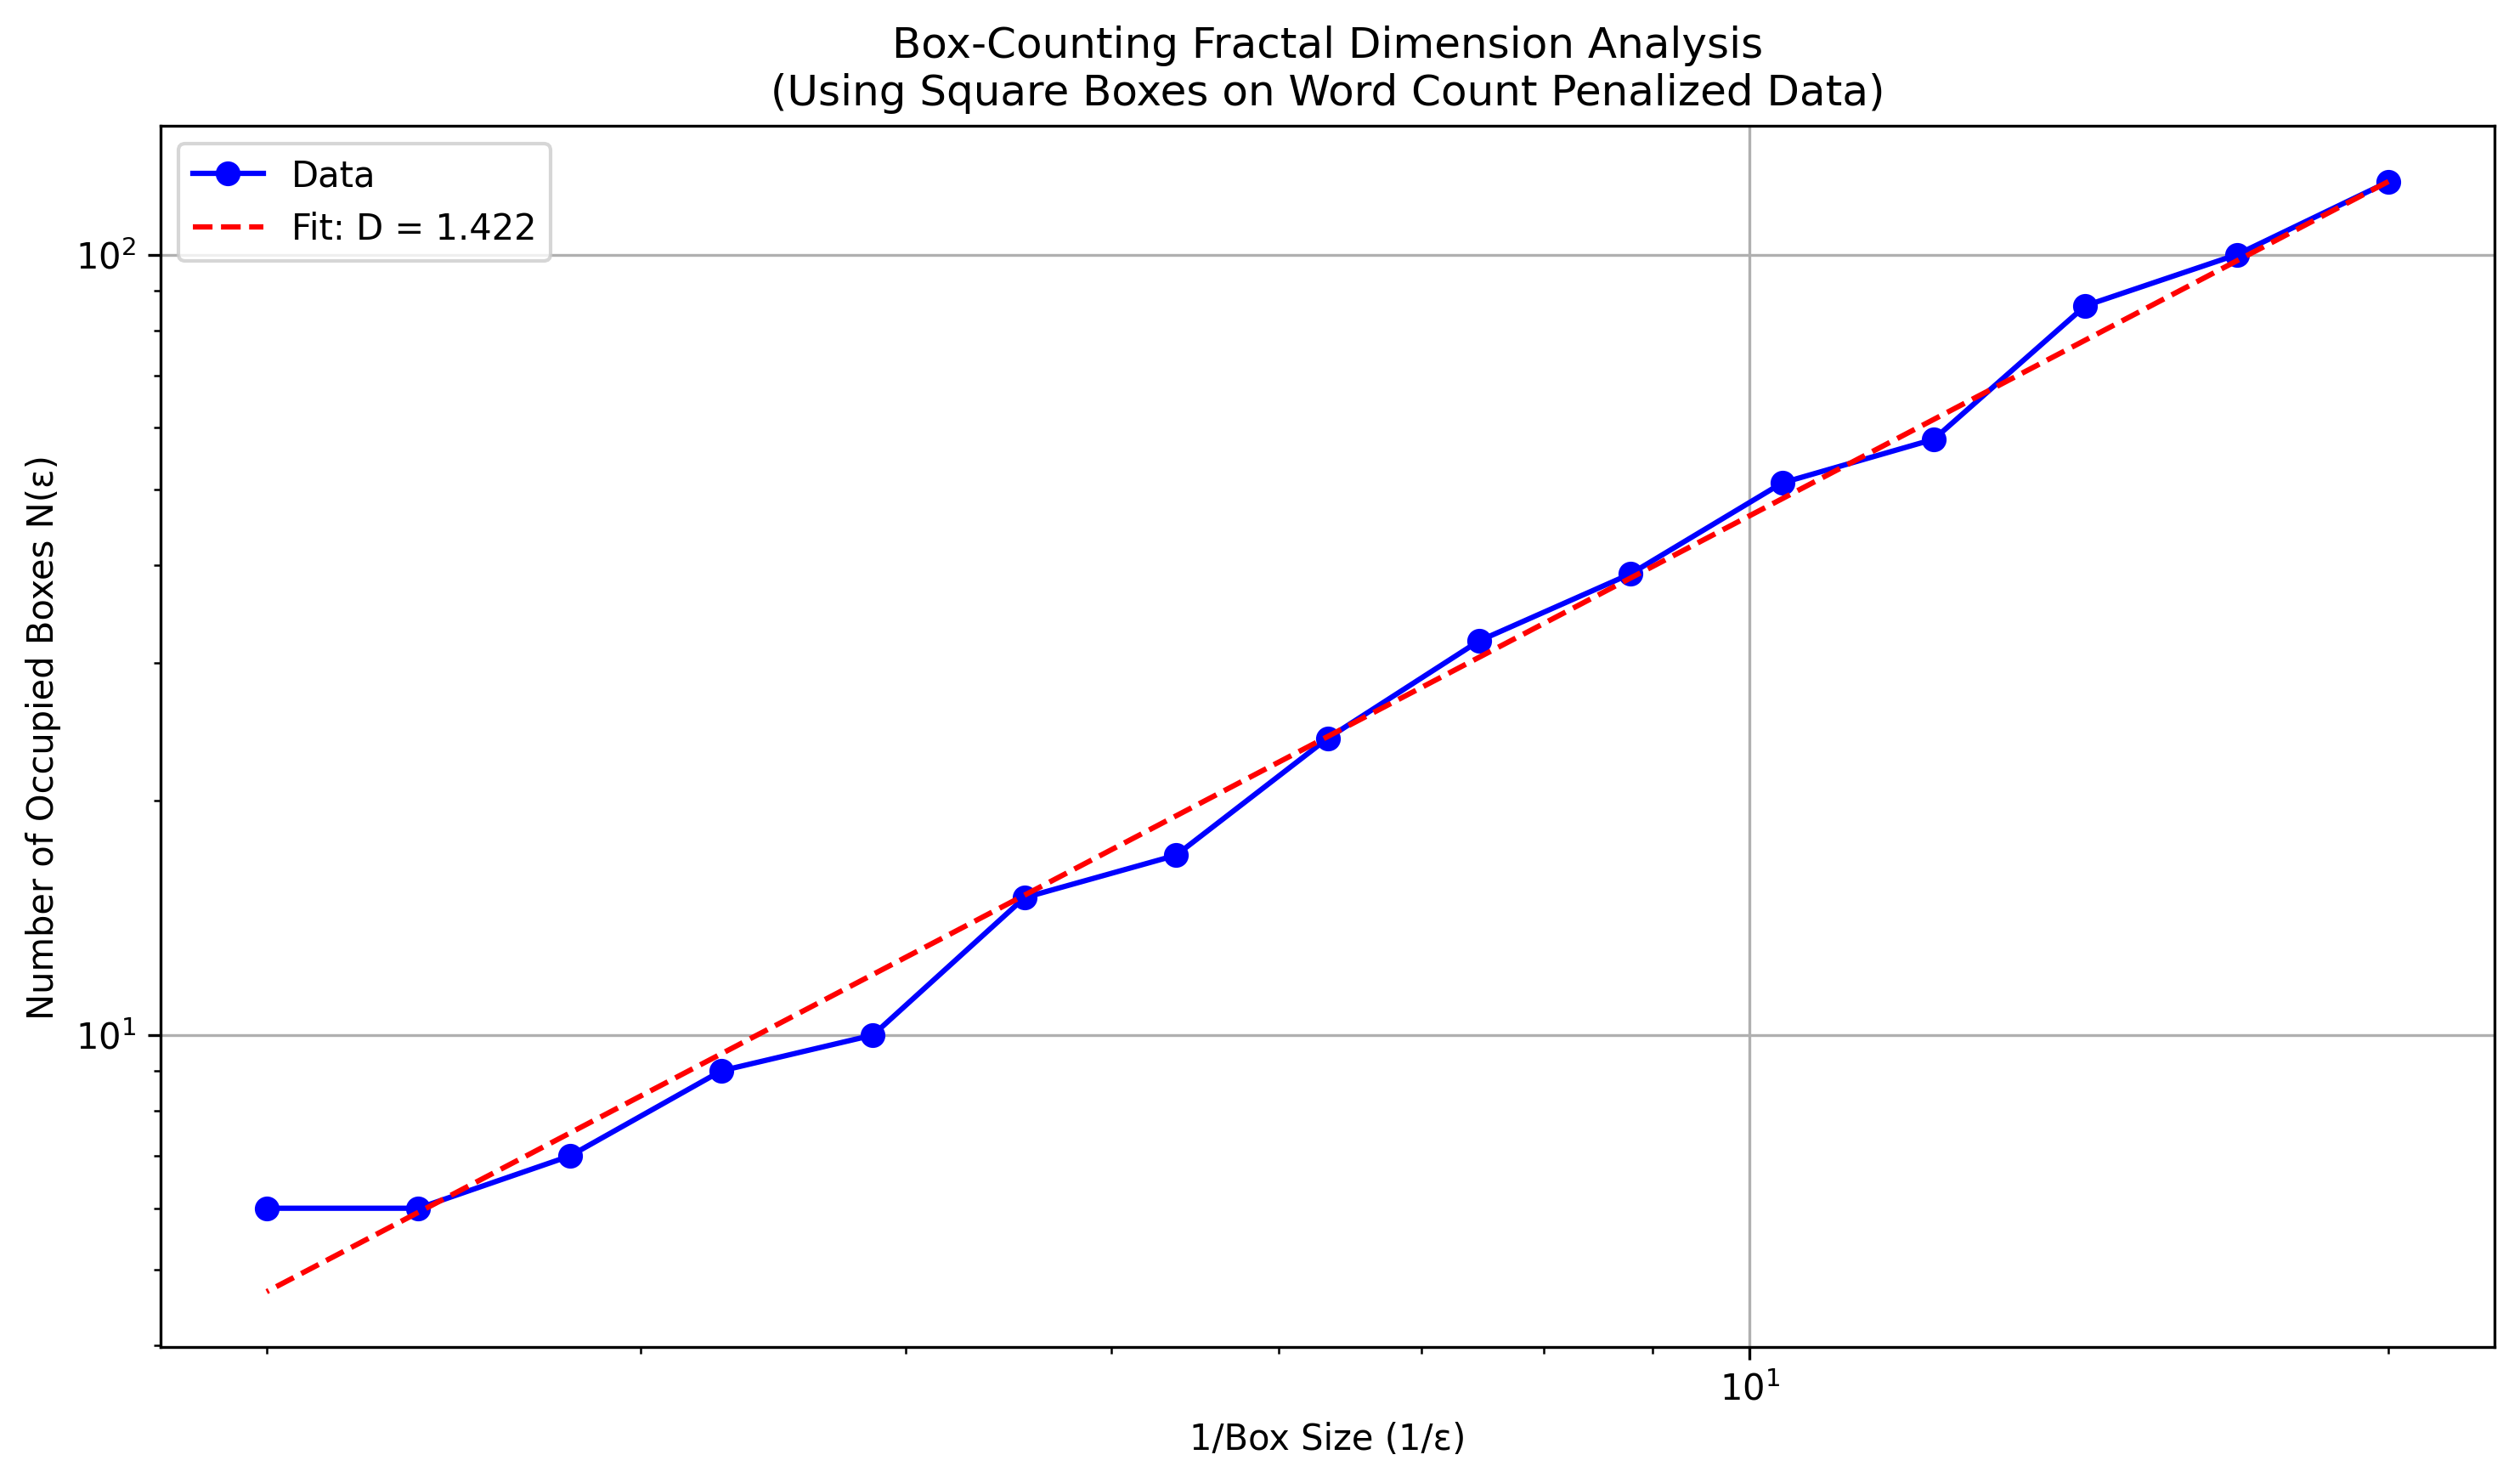 Box-Counting Fractal Dimension Analysis
(Using Square Boxes on Word Count Penalized Data)
Data
Fit: D = 1.422
10²
10¹
Number of Occupied Boxes N(ε)
10¹
1/Box Size (1/ε)